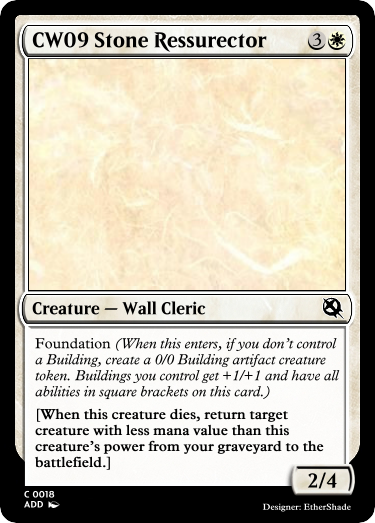 CW09 Stone Ressurector 3
Creature — Wall Cleric
Foundation (When this enters, if you don't control
a Building, create a 0/0 Building artifact creature
token. Buildings you control get +1/+1 and have all
abilities in square brackets on this card.)
[When this creature dies, return target
creature with less mana value than this
creature's power from your graveyard to the
battlefield.]
2/4
C 0018
ADD
Designer: EtherShade